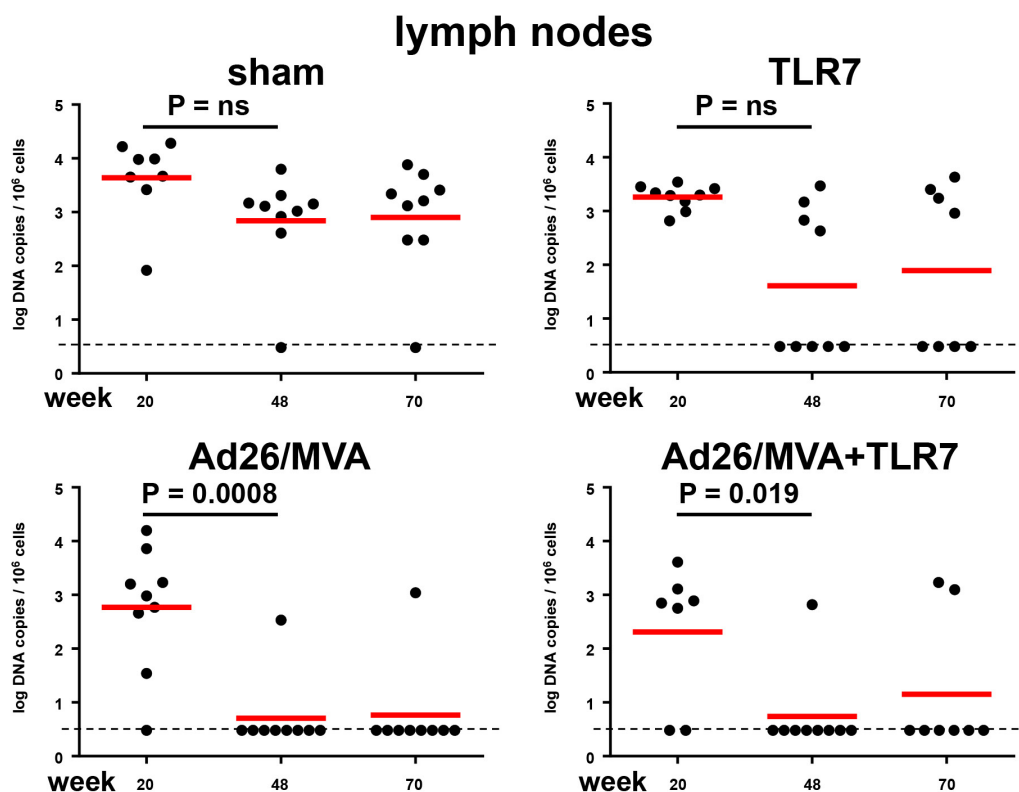 lymph nodes
sham
P = ns
log DNA copies / 10⁶ cells
5
4
3
2
1
0
week
20
48
70
TLR7
P = ns
log DNA copies / 10⁶ cells
5
4
3
2
1
0
week
20
48
70
Ad26/MVA
P = 0.0008
log DNA copies / 10⁶ cells
5
4
3
2
1
0
week
20
48
70
Ad26/MVA+TLR7
P = 0.019
log DNA copies / 10⁶ cells
5
4
3
2
1
0
week
20
48
70